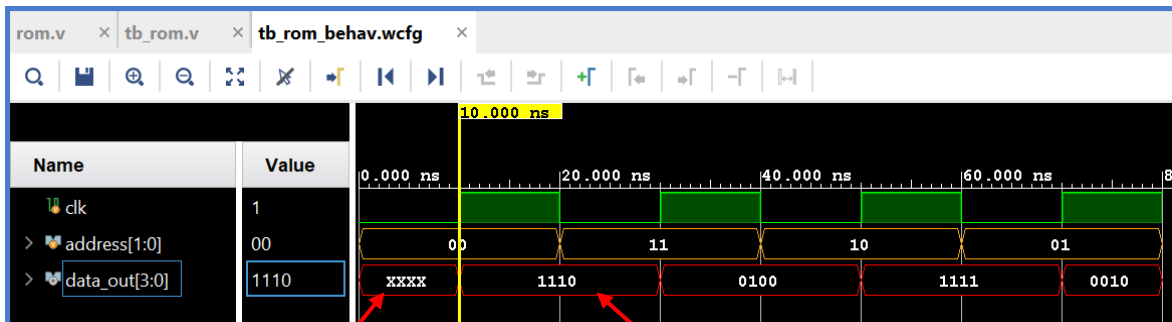 rom.v × tb_rom.v × tb_rom_behav.wcfg ×
10.000 ns
Name Value
0.000 ns 20.000 ns 40.000 ns 60.000 ns 8
clk 1
address[1:0] 00 00 11 10 01
data_out[3:0] 1110 XXXX 1110 0100 1111 0010